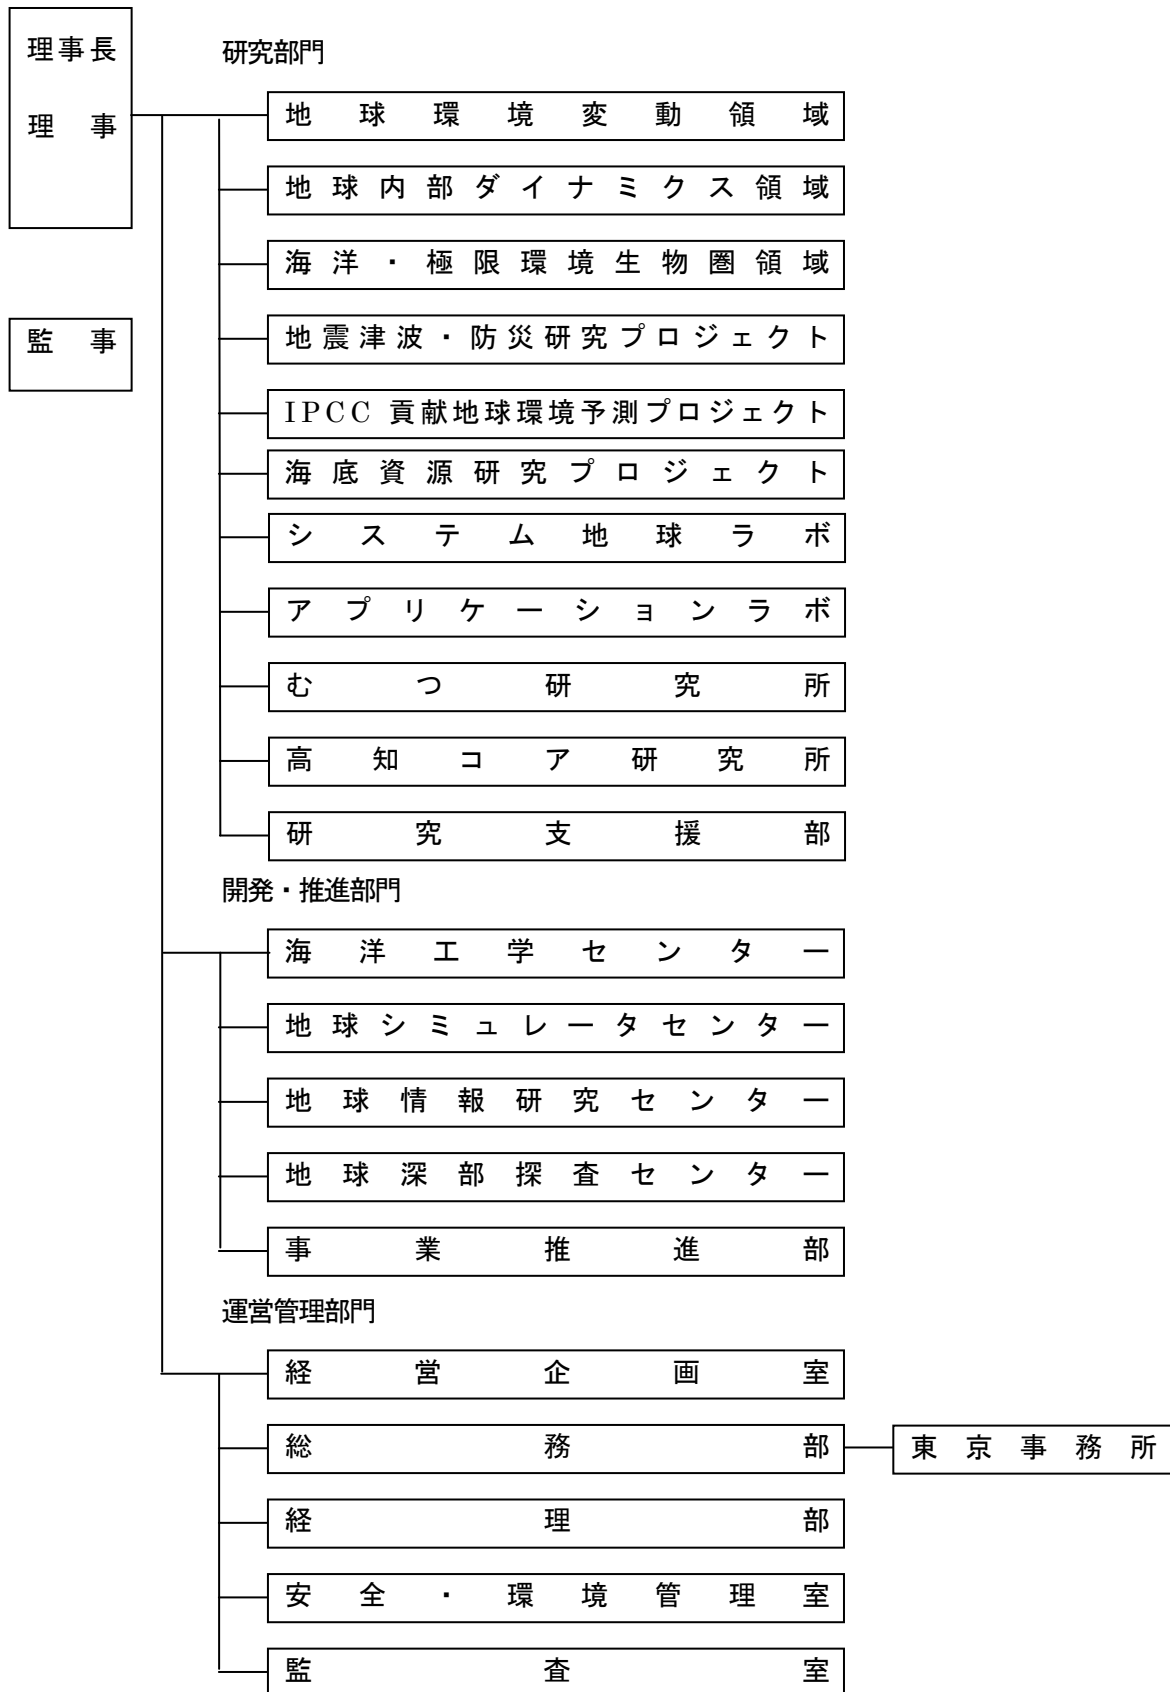 理事長
理事
監事
研究部門
地球環境変動領域
地球内部ダイナミクス領域
海洋・極限環境生物圏領域
地震津波・防災研究プロジェクト
IPCC 貢献地球環境予測プロジェクト
海底資源研究プロジェクト
システム地球ラボ
アプリケーションラボ
むつ研究所
高知コア研究所
研究支援部
開発・推進部門
海洋工学センター
地球シミュレータセンター
地球情報研究センター
地球深部探査センター
事業推進部
運営管理部門
経営企画室
総務部
東京事務所
経理部
安全・環境管理室
監査室